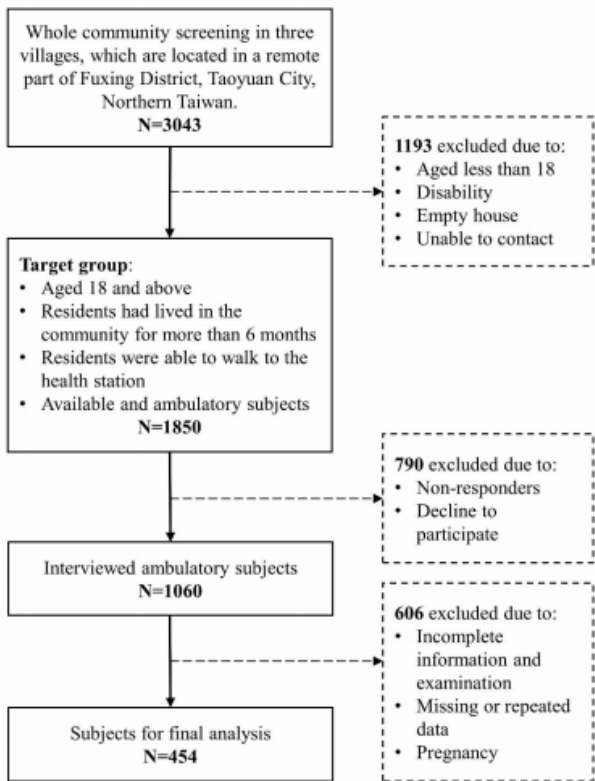 Whole community screening in three
villages, which are located in a remote
part of Fuxing District, Taoyuan City,
Northern Taiwan.
N=3043
1193 excluded due to:
• Aged less than 18
• Disability
• Empty house
• Unable to contact
Target group:
• Aged 18 and above
• Residents had lived in the
community for more than 6 months
• Residents were able to walk to the
health station
• Available and ambulatory subjects
N=1850
790 excluded due to:
• Non-responders
• Decline to
participate
Interviewed ambulatory subjects
N=1060
606 excluded due to:
• Incomplete
information and
examination
• Missing or repeated
data
• Pregnancy
Subjects for final analysis
N=454